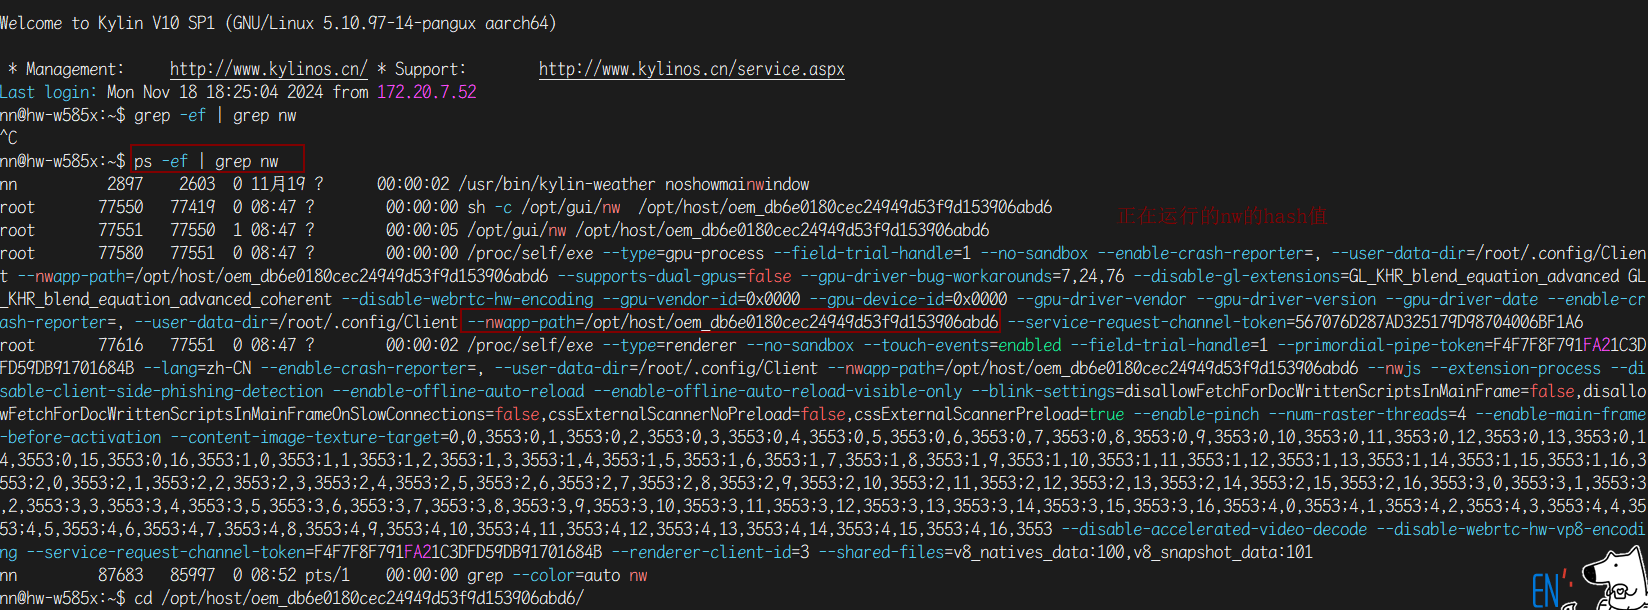 Welcome to Kylin V10 SP1 (GNU/Linux 5.10.97-14-pangux aarch64)
* Management: http://www.kylinos.cn/ * Support: http://www.kylinos.cn/service.aspx
Last login: Mon Nov 18 18:25:04 2024 from 172.20.7.52
nn@hw-w585x:~$ grep -ef | grep nw
^C
nn@hw-w585x:~$ ps -ef | grep nw
nn 2897 2603 0 11月19 ? 00:00:02 /usr/bin/kylin-weather noshowmainwindow
root 77550 77419 0 08:47 ? 00:00:00 sh -c /opt/gui/nw /opt/host/oem_db6e0180cec24949d53f9d153906abd6
正在运行的nw的hash值
root 77551 77550 1 08:47 ? 00:00:05 /opt/gui/nw /opt/host/oem_db6e0180cec24949d53f9d153906abd6
root 77580 77551 0 08:47 ? 00:00:00 /proc/self/exe --type=gpu-process --field-trial-handle=1 --no-sandbox --enable-crash-reporter=, --user-data-dir=/root/.config/Clien
t --nwapp-path=/opt/host/oem_db6e0180cec24949d53f9d153906abd6 --supports-dual-gpus=false --gpu-driver-bug-workarounds=7,24,76 --disable-gl-extensions=GL_KHR_blend_equation_advanced GL
_KHR_blend_equation_advanced_coherent --disable-webrtc-hw-encoding --gpu-vendor-id=0x0000 --gpu-device-id=0x0000 --gpu-driver-vendor --gpu-driver-version --gpu-driver-date --enable-cr
ash-reporter=, --user-data-dir=/root/.config/Client --nwapp-path=/opt/host/oem_db6e0180cec24949d53f9d153906abd6 --service-request-channel-token=567076D287AD325179D98704006BF1A6
root 77616 77551 0 08:47 ? 00:00:02 /proc/self/exe --type=renderer --no-sandbox --touch-events=enabled --field-trial-handle=1 --primordial-pipe-token=F4F7F8F791FA21C3D
FD59DB91701684B --lang=zh-CN --enable-crash-reporter=, --user-data-dir=/root/.config/Client --nwapp-path=/opt/host/oem_db6e0180cec24949d53f9d153906abd6 --nwjs --extension-process --di
sable-client-side-phishing-detection --enable-offline-auto-reload --enable-offline-auto-reload-visible-only --blink-settings=disallowFetchForDocWrittenScriptsInMainFrame=false,disallo
wFetchForDocWrittenScriptsInMainFrameOnSlowConnections=false,cssExternalScannerNoPreload=false,cssExternalScannerPreload=true --enable-pinch --num-raster-threads=4 --enable-main-frame
-before-activation --content-image-texture-target=0,0,3553;0,1,3553;0,2,3553;0,3,3553;0,4,3553;0,5,3553;0,6,3553;0,7,3553;0,8,3553;0,9,3553;0,10,3553;0,11,3553;0,12,3553;0,13,3553;0,1
4,3553;0,15,3553;0,16,3553;1,0,3553;1,1,3553;1,2,3553;1,3,3553;1,4,3553;1,5,3553;1,6,3553;1,7,3553;1,8,3553;1,9,3553;1,10,3553;1,11,3553;1,12,3553;1,13,3553;1,14,3553;1,15,3553;1,16,3
553;2,0,3553;2,1,3553;2,2,3553;2,3,3553;2,4,3553;2,5,3553;2,6,3553;2,7,3553;2,8,3553;2,9,3553;2,10,3553;2,11,3553;2,12,3553;2,13,3553;2,14,3553;2,15,3553;2,16,3553;3,0,3553;3,1,3553;3
,2,3553;3,3,3553;3,4,3553;3,5,3553;3,6,3553;3,7,3553;3,8,3553;3,9,3553;3,10,3553;3,11,3553;3,12,3553;3,13,3553;3,14,3553;3,15,3553;3,16,3553;4,0,3553;4,1,3553;4,2,3553;4,3,3553;4,4,35
53;4,5,3553;4,6,3553;4,7,3553;4,8,3553;4,9,3553;4,10,3553;4,11,3553;4,12,3553;4,13,3553;4,14,3553;4,15,3553;4,16,3553 --disable-accelerated-video-decode --disable-webrtc-hw-vp8-encodi
ng --service-request-channel-token=F4F7F8F791FA21C3DFD59DB91701684B --renderer-client-id=3 --shared-files=v8_natives_data:100,v8_snapshot_data:101
nn 87683 85997 0 08:52 pts/1 00:00:00 grep --color=auto nw
nn@hw-w585x:~$ cd /opt/host/oem_db6e0180cec24949d53f9d153906abd6/
EN